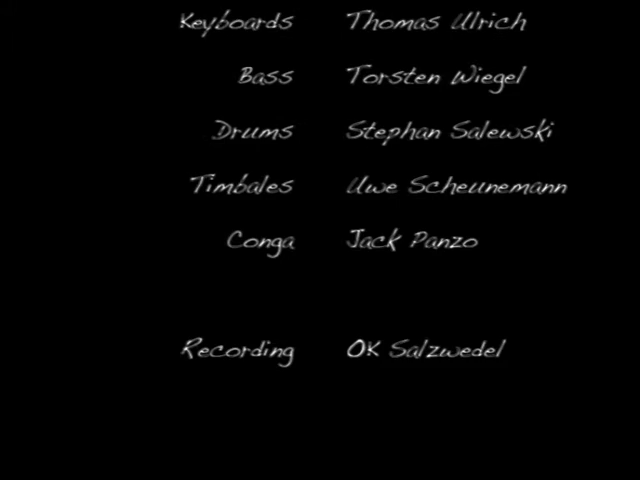 Keyboards Thomas Ulrich
Bass Torsten Wiegel
Drums Stephan Salewski
Timbales Uwe Scheunemann
Conga Jack Panzo
Recording OK Salzwedel